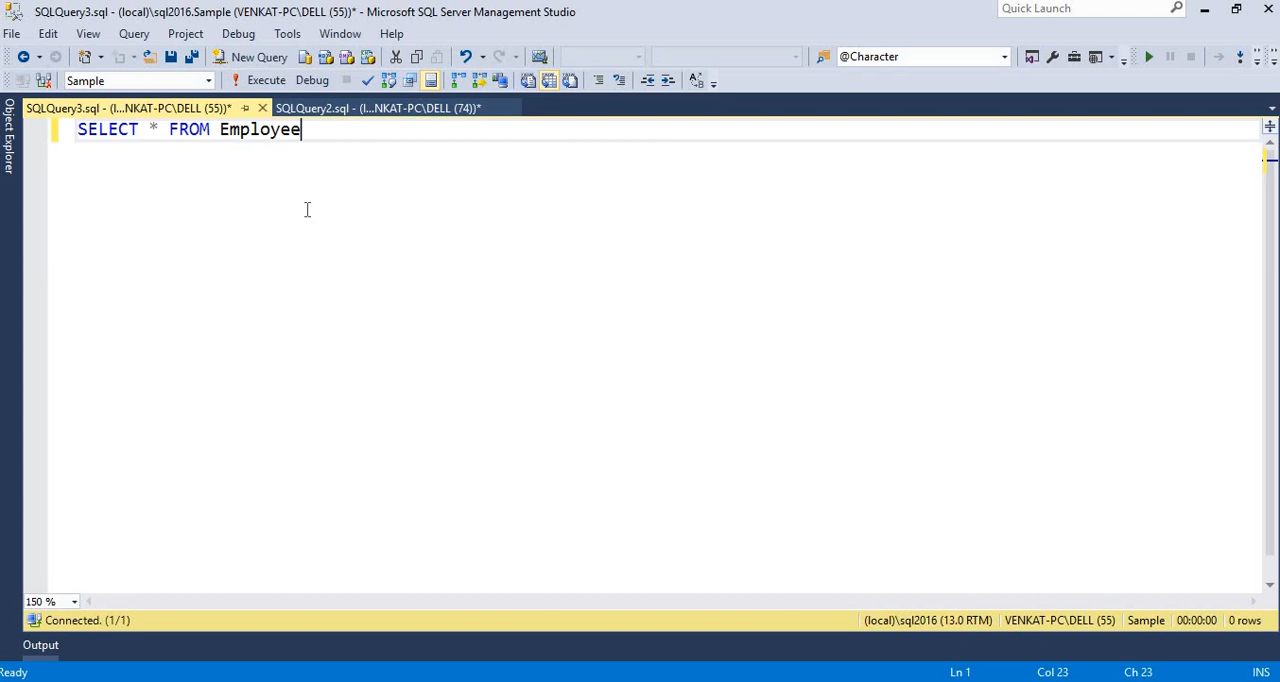 SQLQuery3.sql - (local)\sql2016.Sample (VENKAT-PC\DELL (55))* - Microsoft SQL Server Management Studio
Quick Launch
File Edit View Query Project Debug Tools Window Help
New Query
@Character
Sample
Execute Debug
SQLQuery3.sql - (l...NKAT-PC\DELL (55))*
SQLQuery2.sql - (l...NKAT-PC\DELL (74))*
Object Explorer
SELECT * FROM Employee
150 %
Connected. (1/1)
(local)\sql2016 (13.0 RTM)
VENKAT-PC\DELL (55)
Sample
00:00:00
0 rows
Output
Ready
Ln 1
Col 23
Ch 23
INS